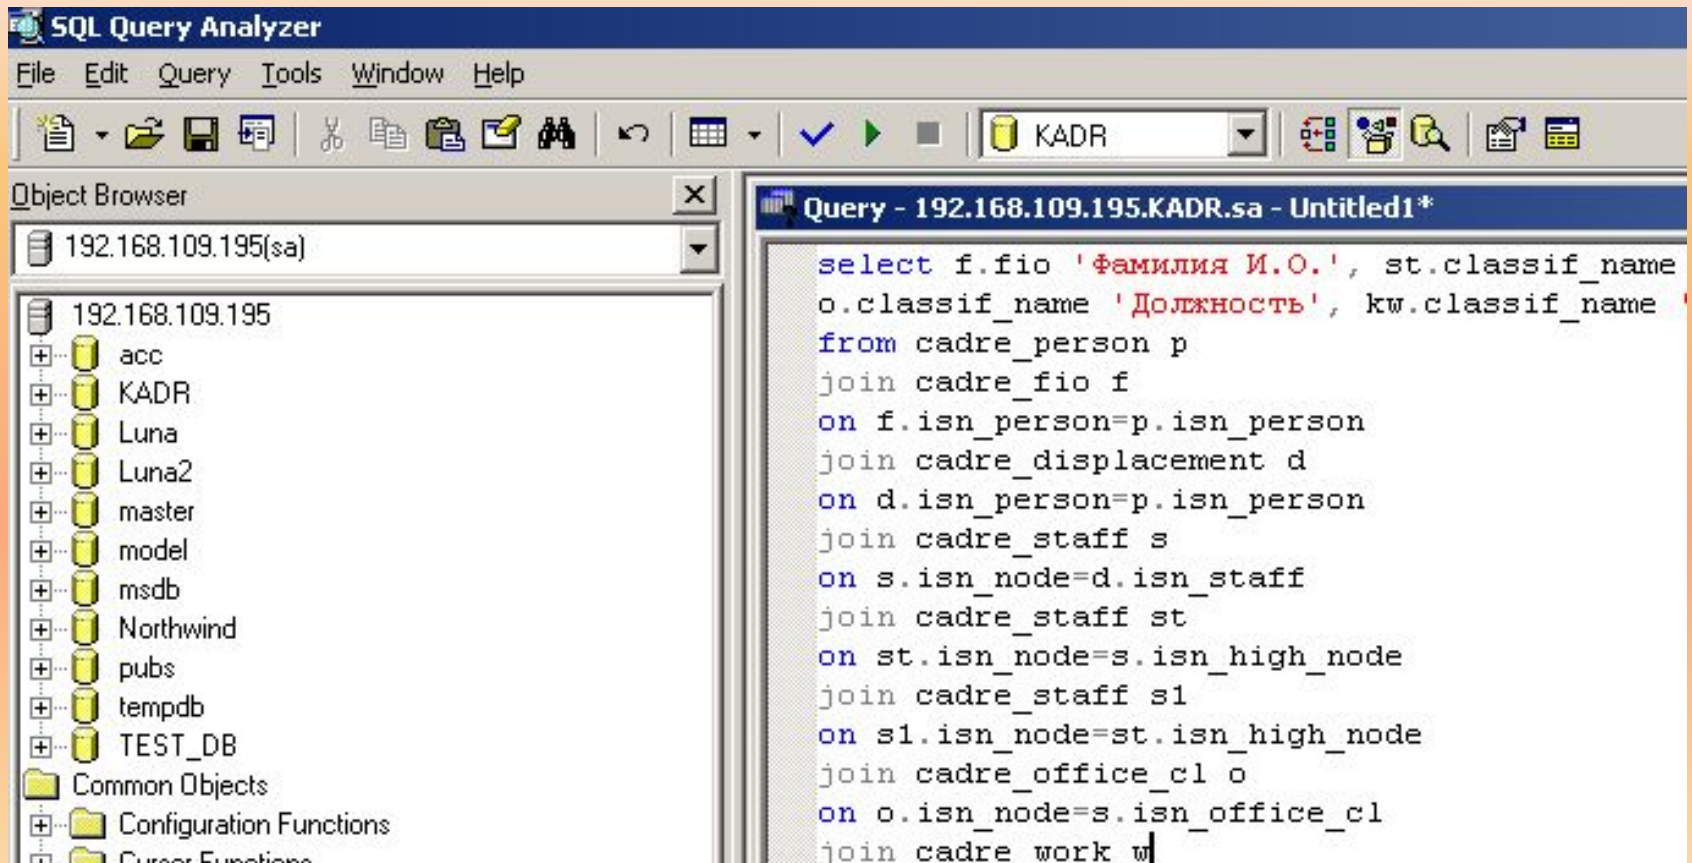 SQL Query Analyzer
File Edit Query Tools Window Help
KADR
Object Browser
192.168.109.195(sa)
192.168.109.195
acc
KADR
Luna
Luna2
master
model
msdb
Northwind
pubs
tempdb
TEST_DB
Common Objects
Configuration Functions
Cursor Functions
Query - 192.168.109.195.KADR.sa - Untitled1*
select f.fio 'Фамилия И.О.', st.classif_name
o.classif_name 'Должность', kw.classif_name '
from cadre_person p
join cadre_fio f
on f.isn_person=p.isn_person
join cadre_displacement d
on d.isn_person=p.isn_person
join cadre_staff s
on s.isn_node=d.isn_staff
join cadre_staff st
on st.isn_node=s.isn_high_node
join cadre_staff s1
on s1.isn_node=st.isn_high_node
join cadre_office_cl o
on o.isn_node=s.isn_office_cl
join cadre_work w